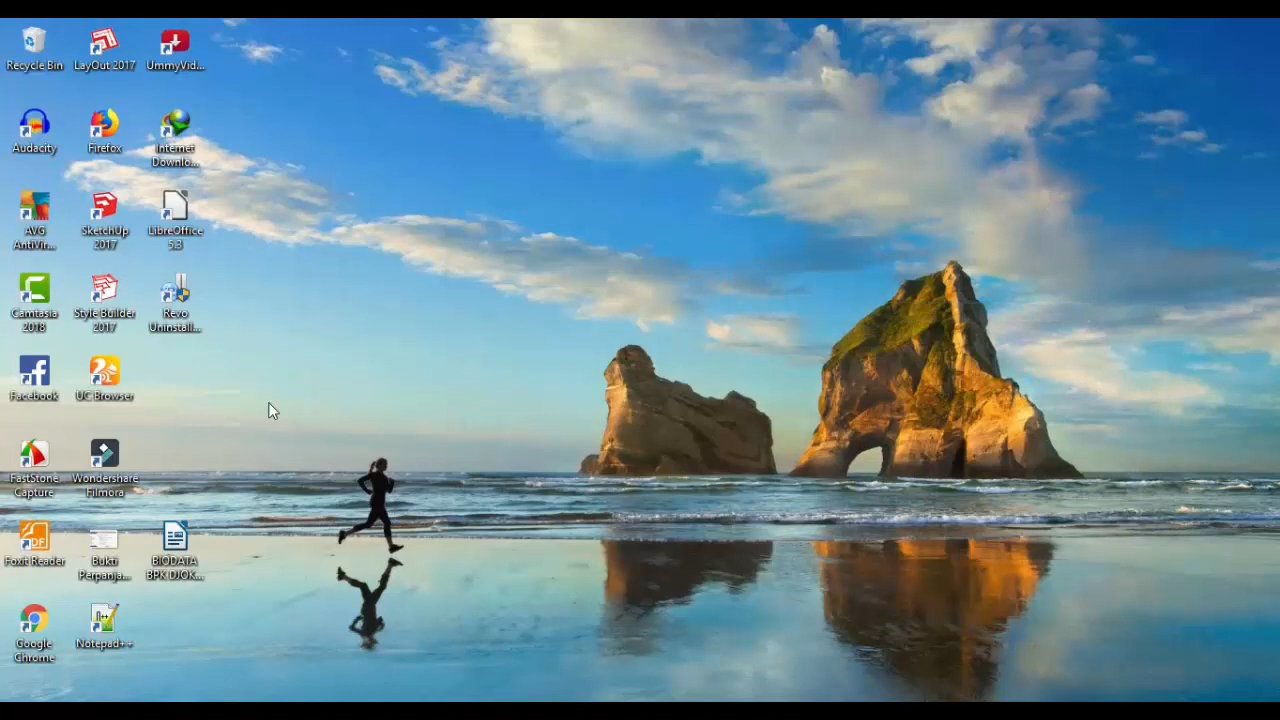 Recycle Bin
LayOut 2017
UmmyVid...
Audacity
Firefox
Internet
Downlo...
AVG
AntiVir...
SketchUp
2017
LibreOffice
5.3
Camtasia
2018
Style Builder
2017
Revo
Uninstall...
Facebook
UC Browser
FastStone
Capture
Wondershare
Filmora
Foxit Reader
Bukti
Perpanja...
BIODATA
BPK DJOK...
Google
Chrome
Notepad++